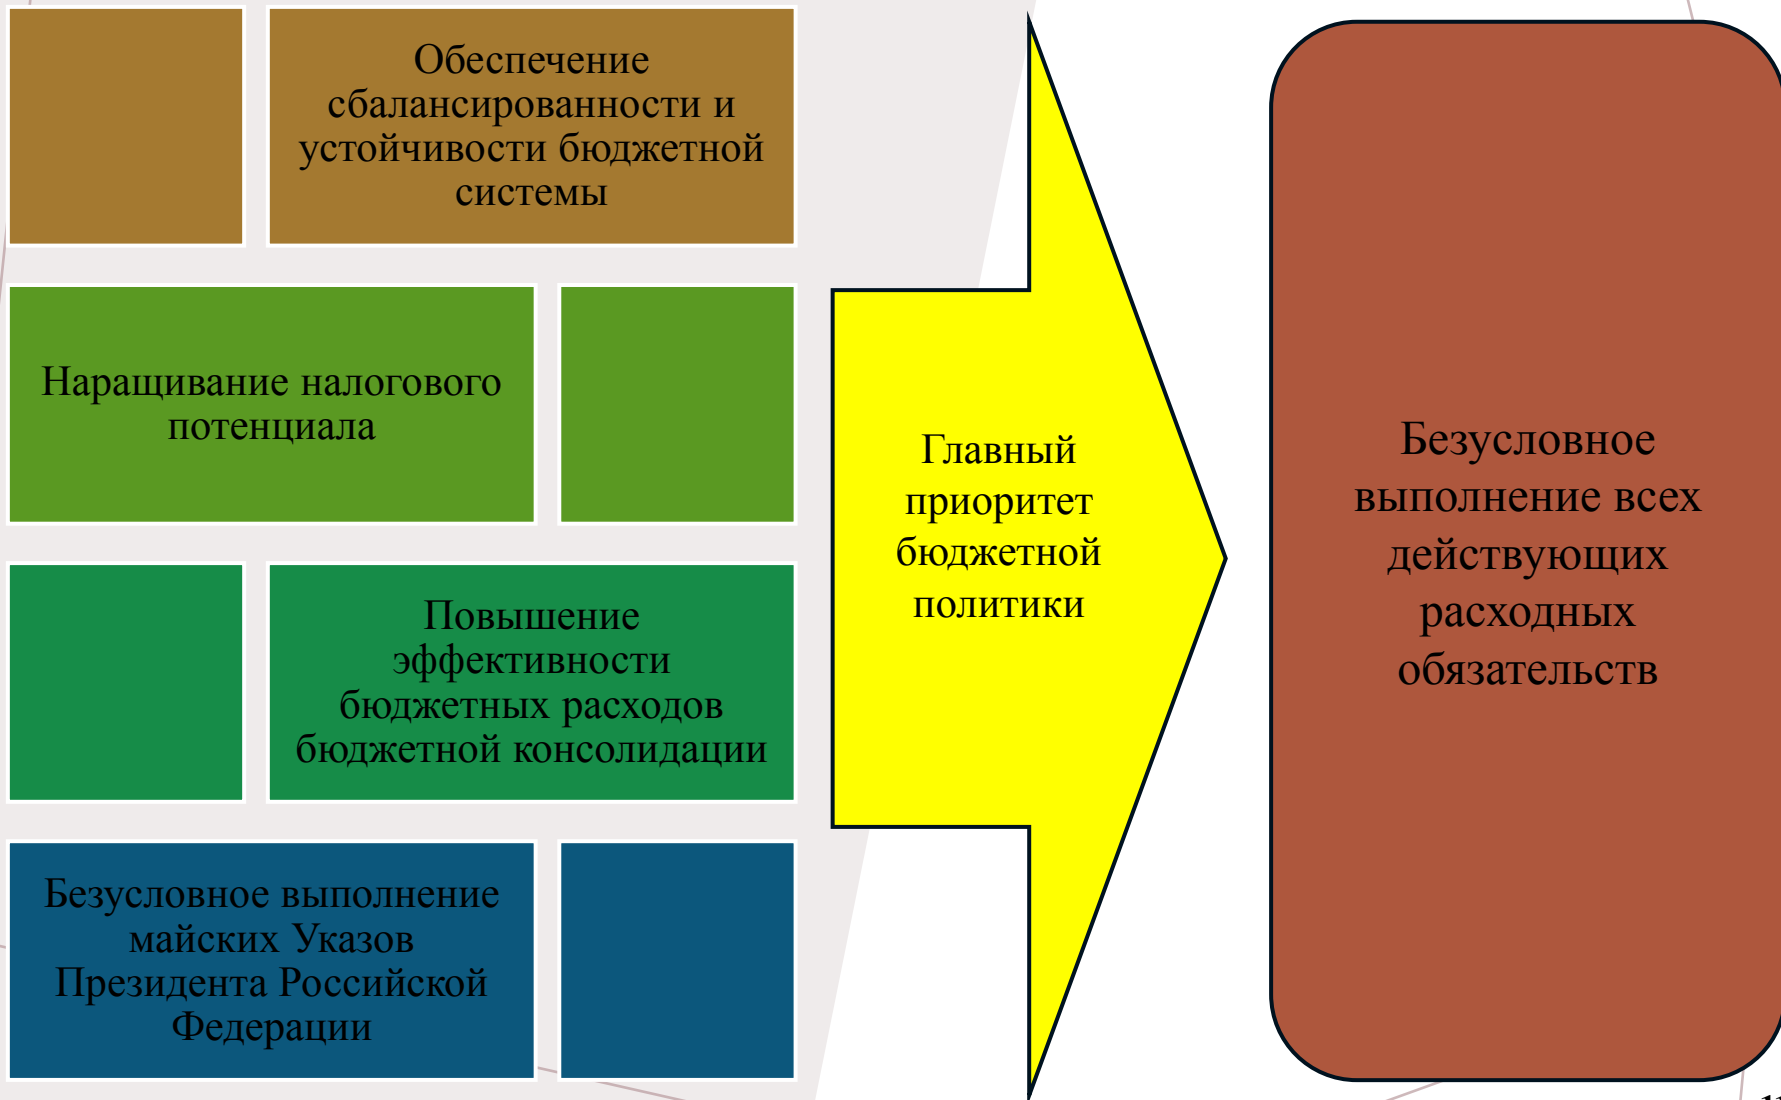 Обеспечение
сбалансированности и
устойчивости бюджетной
системы
Наращивание налогового
потенциала
Повышение
эффективности
бюджетных расходов
бюджетной консолидации
Безусловное выполнение
майских Указов
Президента Российской
Федерации
Главный
приоритет
бюджетной
политики
Безусловное
выполнение всех
действующих
расходных
обязательств